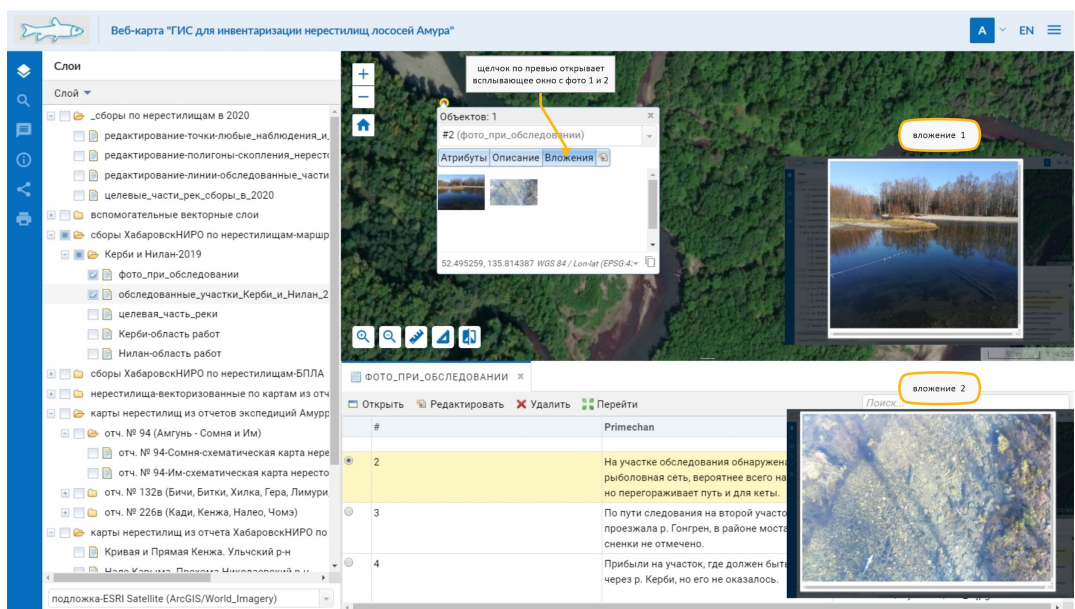 Веб-карта "ГИС для инвентаризации нерестилищ лососей Амура"
A
EN
Слои
Слой
_сборы по нерестилищам в 2020
редактирование-точки-любые_наблюдения_и_
редактирование-полигоны-скопления_нерест
редактирование-линии-обследованные_части
целевые_части_рек_сборы_в_2020
вспомогательные векторные слои
сборы ХабаровскНИРО по нерестилищам-маршр
Керби и Нилан-2019
фото_при_обследовании
обследованные_участки_Керби_и_Нилан_2
целевая_часть_реки
Керби-область работ
Нилан-область работ
сборы ХабаровскНИРО по нерестилищам-БПЛА
нерестилища-векторизованные по картам из отч
карты нерестилищ из отчетов экспедиций Амурр
отч. № 94 (Амгунь - Сомня и Им)
отч. № 94-Сомня-схематическая карта нере
отч. № 94-Им-схематическая карта нересто
отч. № 132в (Бичи, Битки, Хилка, Гера, Лимури,
отч. № 226в (Кади, Кенжа, Налео, Чомэ)
карты нерестилищ из отчета ХабаровскНИРО по
Кривая и Прямая Кенжа. Ульчский р-н
подложка-ESRI Satellite (ArcGIS/World_Imagery)
щелчок по превью открывает
всплывающее окно с фото 1 и 2
Объектов: 1
#2 (фото_при_обследовании)
Атрибуты Описание Вложения
52.495259, 135.814387 WGS 84 / Lon-lat (EPSG:4
вложение 1
ФОТО_ПРИ_ОБСЛЕДОВАНИИ
Открыть Редактировать Удалить Перейти
Поиск...
# Primechan
2 На участке обследования обнаружена
рыболовная сеть, вероятнее всего на
но перегораживает путь и для кеты.
3 По пути следования на второй участо
проезжала р. Гонгрен, в районе моста
сненки не отмечено.
4 Прибыли на участок, где должен быть
через р. Керби, но его не оказалось.
вложение 2